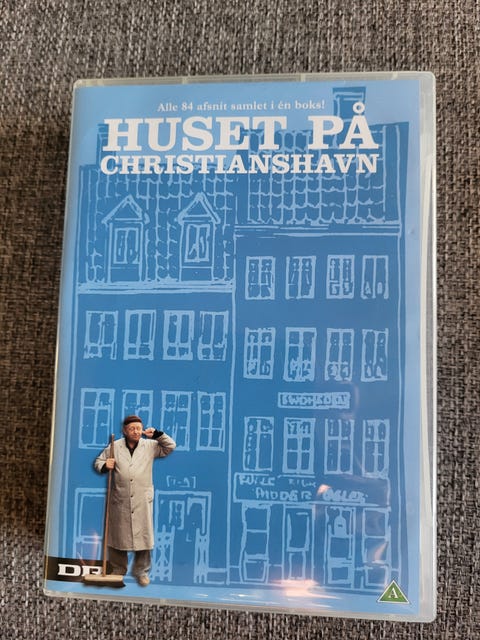 Alle 84 afsnit samlet i én boks!
HUSET PÅ
CHRISTIANSHAVN
DR
A